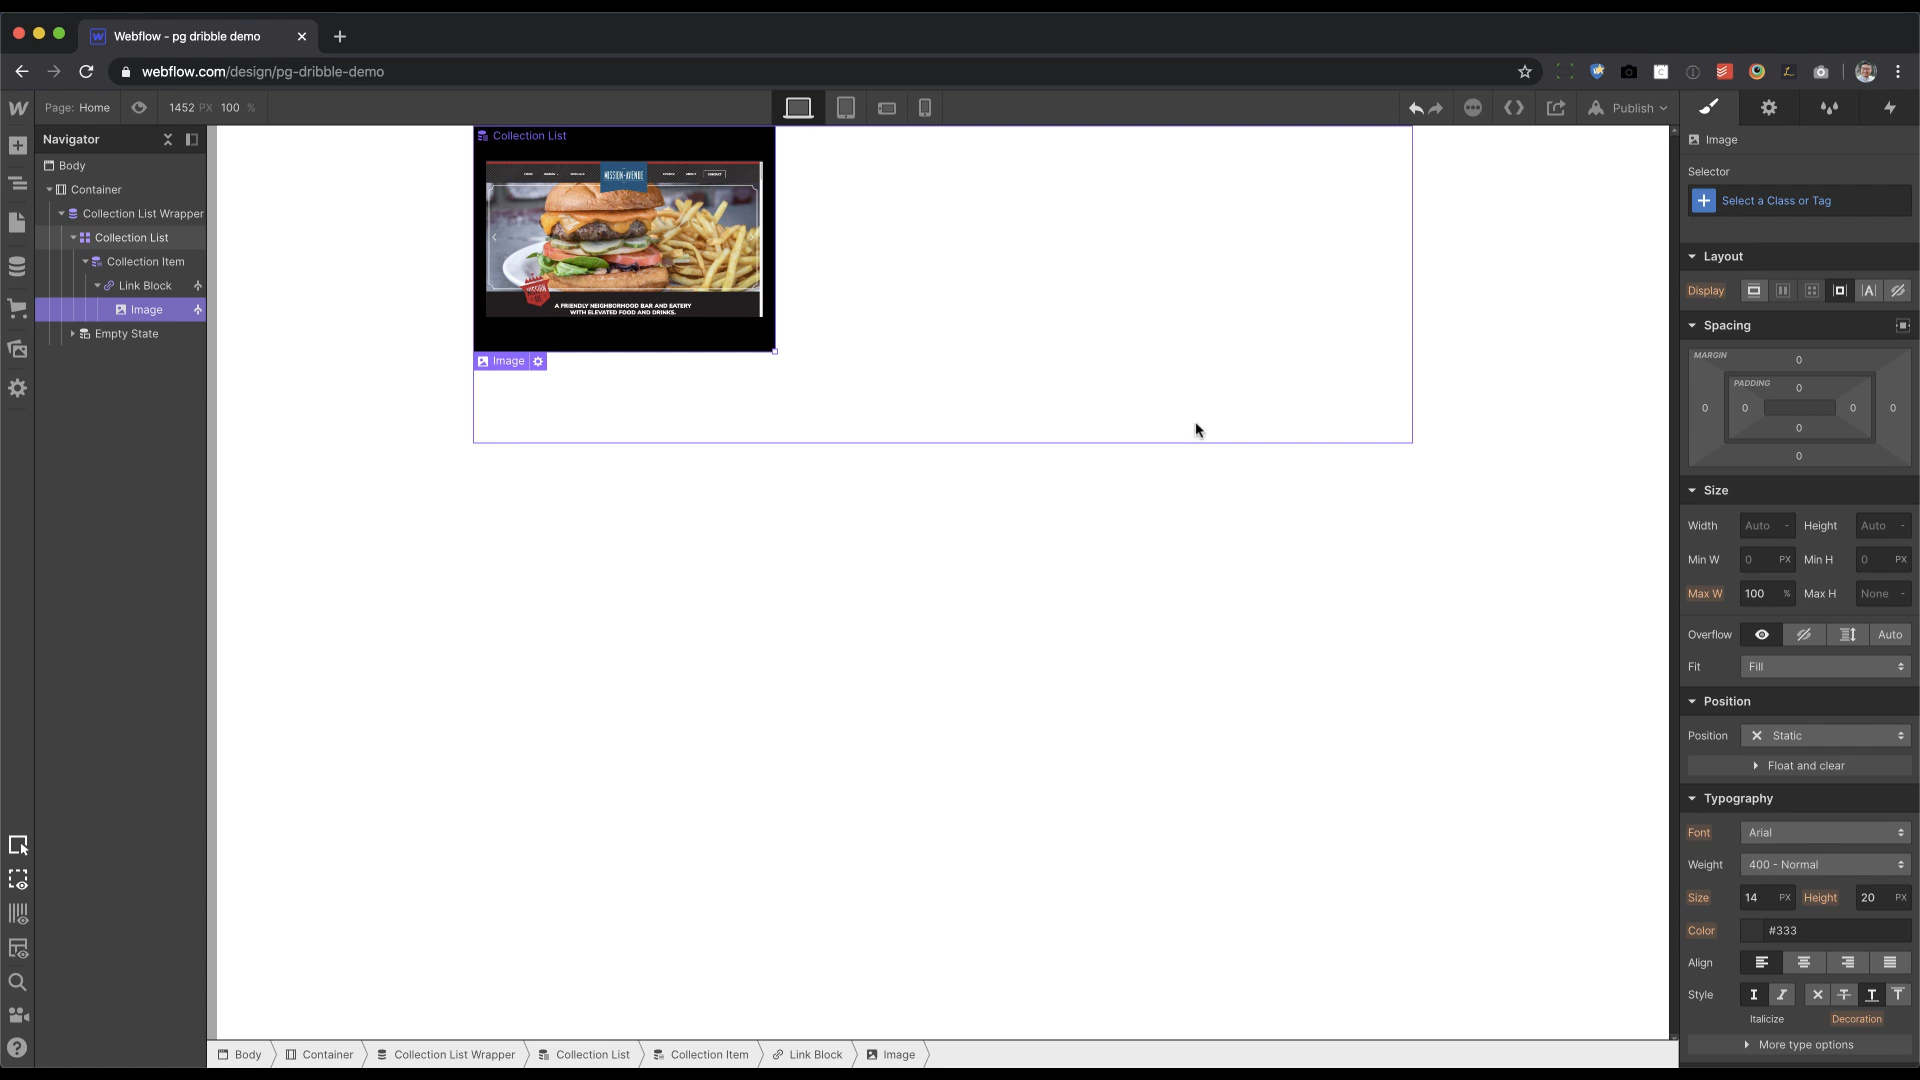 Webflow - pg dribble demo
webflow.com/design/pg-dribble-demo
Page: Home
1452 PX 100 %
Publish
Navigator
Body
Container
Collection List Wrapper
Collection List
Collection Item
Link Block
Image
Empty State
Collection List
MISSION-AVENUE
CONTACT
A FRIENDLY NEIGHBORHOOD BAR AND EATERY
WITH ELEVATED FOOD AND DRINKS.
Image
Image
Selector
Select a Class or Tag
Layout
Display
Spacing
MARGIN
0
PADDING
0
0 0 0 0
0
0
Size
Width Auto - Height Auto -
Min W 0 PX Min H 0 PX
Max W 100 % Max H None -
Overflow Auto
Fit Fill
Position
Position Static
Float and clear
Typography
Font Arial
Weight 400 - Normal
Size 14 PX Height 20 PX
Color #333
Align
Style
Italicize Decoration
More type options
Body Container Collection List Wrapper Collection List Collection Item Link Block Image